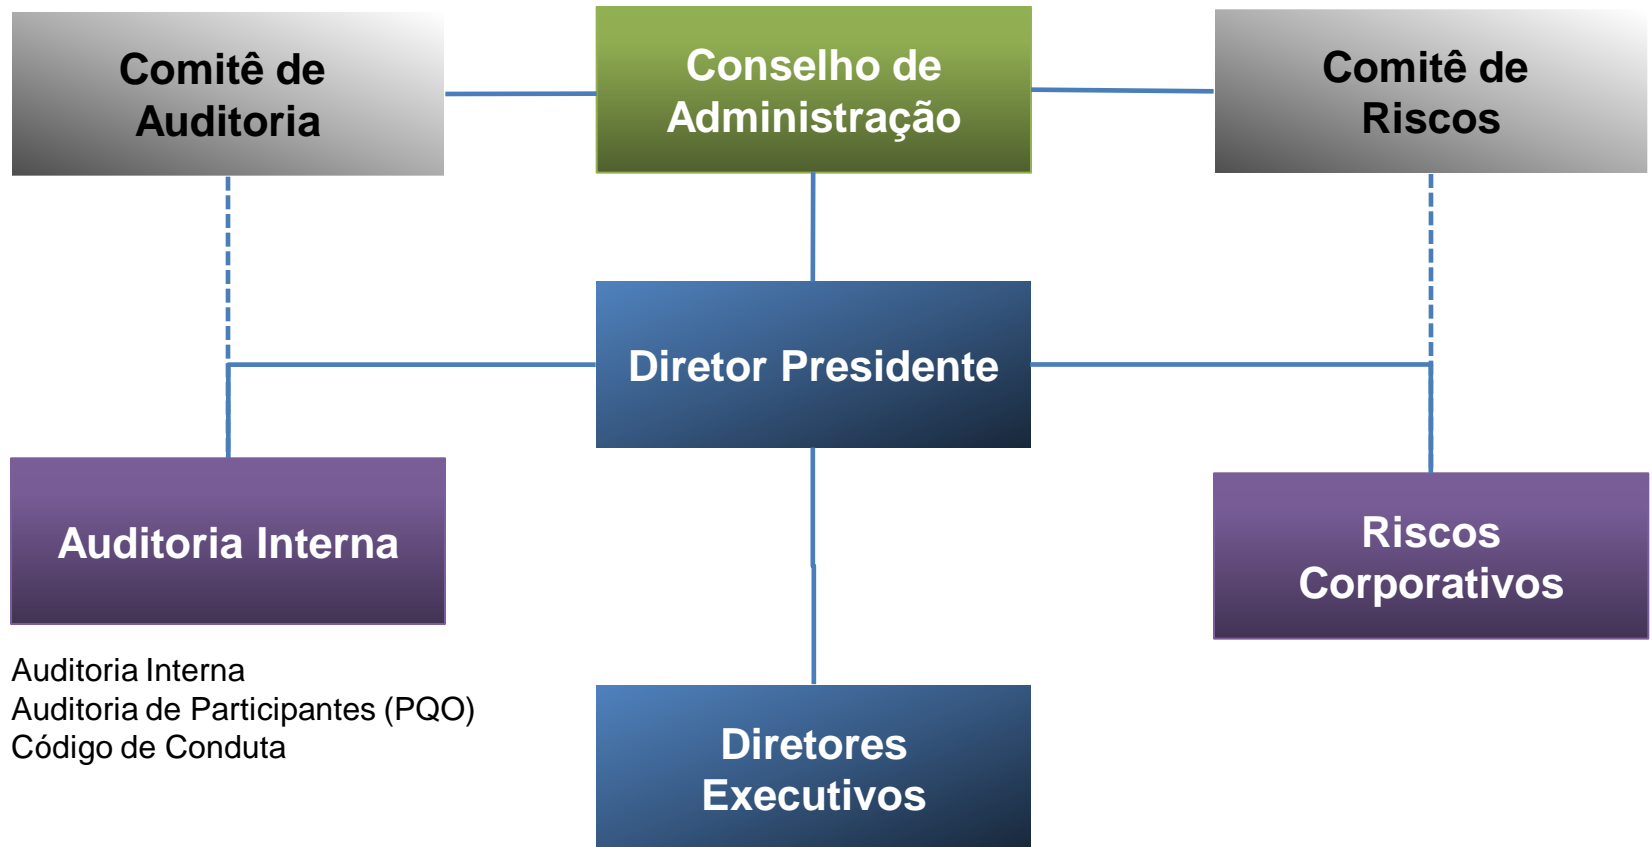 Comitê de
Auditoria
Conselho de
Administração
Comitê de
Riscos
Diretor Presidente
Auditoria Interna
Riscos
Corporativos
Auditoria Interna
Auditoria de Participantes (PQO)
Código de Conduta
Diretores
Executivos